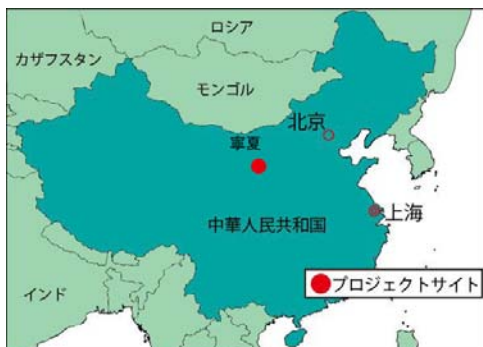 ロシア
カザフスタン
モンゴル
北京
寧夏
上海
中華人民共和国
インド
プロジェクトサイト